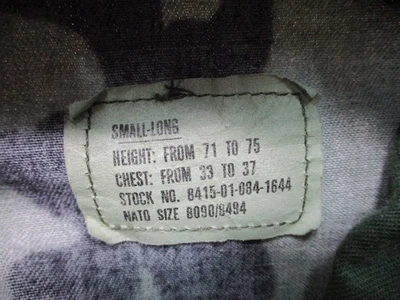 SMALL-LONG
HEIGHT: FROM 71 TO 75
CHEST: FROM 33 TO 37
STOCK NO. 8415-01-084-1644
NATO SIZE 8090/8494